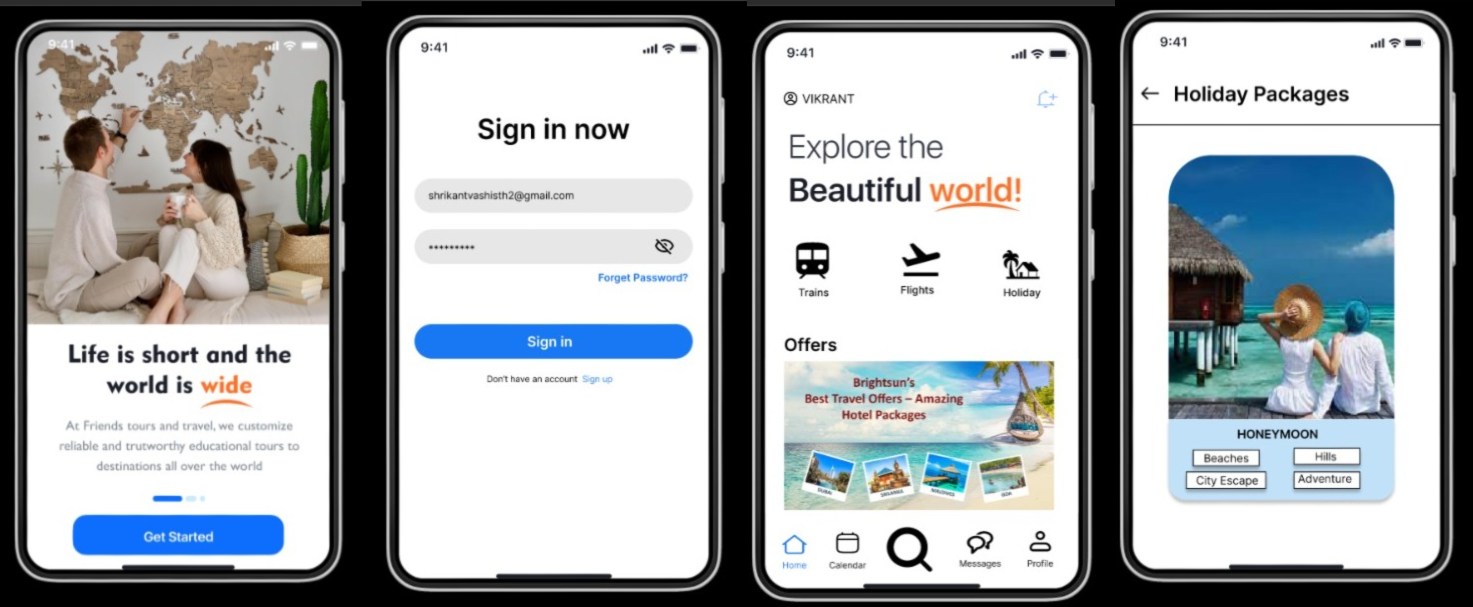 9:41
Life is short and the
world is wide
At Friends tours and travel, we customize
reliable and trutworthy educational tours to
destinations all over the world
Get Started
9:41
Sign in now
shrikantvashisth2@gmail.com
*********
Forget Password?
Sign in
Don't have an account Sign up
9:41
VIKRANT
Explore the
Beautiful world!
Trains
Flights
Holiday
Offers
Brightsun's
Best Travel Offers – Amazing
Hotel Packages
DUBAI
MALDIVES
GOA
Home
Calendar
Messages
Profile
9:41
Holiday Packages
HONEYMOON
Beaches
Hills
City Escape
Adventure